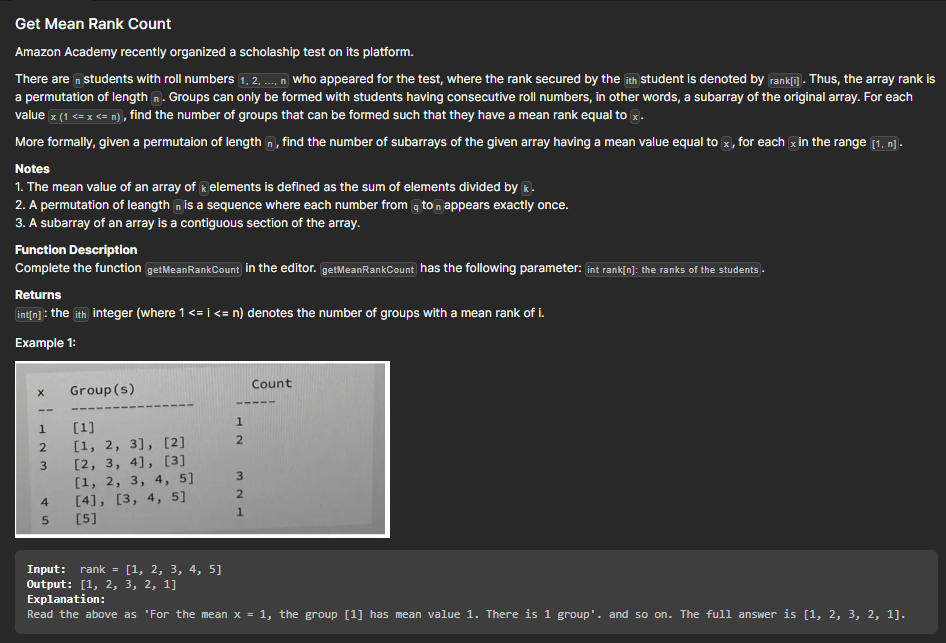 Get Mean Rank Count
Amazon Academy recently organized a scholaship test on its platform.
There are n students with roll numbers 1, 2, ..., n who appeared for the test, where the rank secured by the ith student is denoted by rank[i]. Thus, the array rank is
a permutation of length n. Groups can only be formed with students having consecutive roll numbers, in other words, a subarray of the original array. For each
value x (1 <= x <= n), find the number of groups that can be formed such that they have a mean rank equal to x.
More formally, given a permutaion of length n, find the number of subarrays of the given array having a mean value equal to x, for each x in the range [1, n].
Notes
1. The mean value of an array of k elements is defined as the sum of elements divided by k.
2. A permutation of leangth n is a sequence where each number from q to n appears exactly once.
3. A subarray of an array is a contiguous section of the array.
Function Description
Complete the function getMeanRankCount in the editor. getMeanRankCount has the following parameter: int rank[n]: the ranks of the students.
Returns
int[n]: the ith integer (where 1 <= i <= n) denotes the number of groups with a mean rank of i.
Example 1:
x Group(s) Count
-- ---------------- -----
1 [1] 1
2 [1, 2, 3], [2] 2
3 [2, 3, 4], [3]
[1, 2, 3, 4, 5] 3
4 [4], [3, 4, 5] 2
5 [5] 1
Input: rank = [1, 2, 3, 4, 5]
Output: [1, 2, 3, 2, 1]
Explanation:
Read the above as 'For the mean x = 1, the group [1] has mean value 1. There is 1 group'. and so on. The full answer is [1, 2, 3, 2, 1].